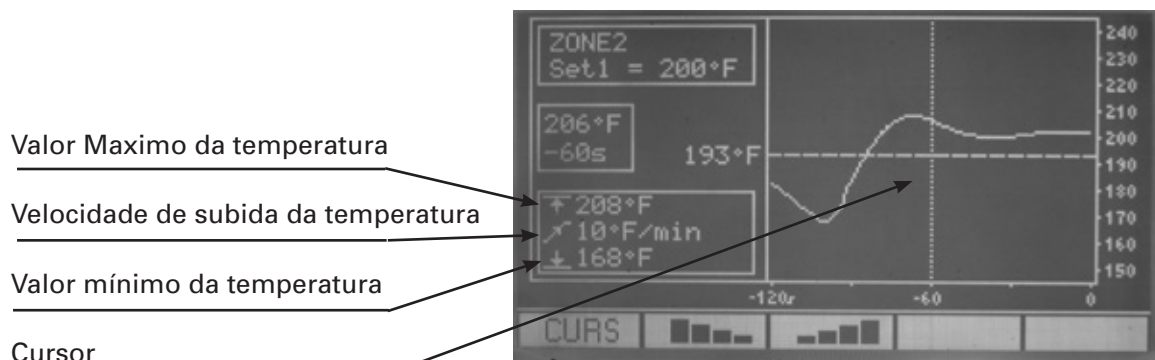 ZONE2
Set1 = 200°F
206°F
-60s
193°F
Valor Maximo da temperatura
208°F
Velocidade de subida da temperatura
10°F/min
Valor mínimo da temperatura
168°F
Cursor
240
230
220
210
200
190
180
170
160
150
-120s
-60
0
CURS